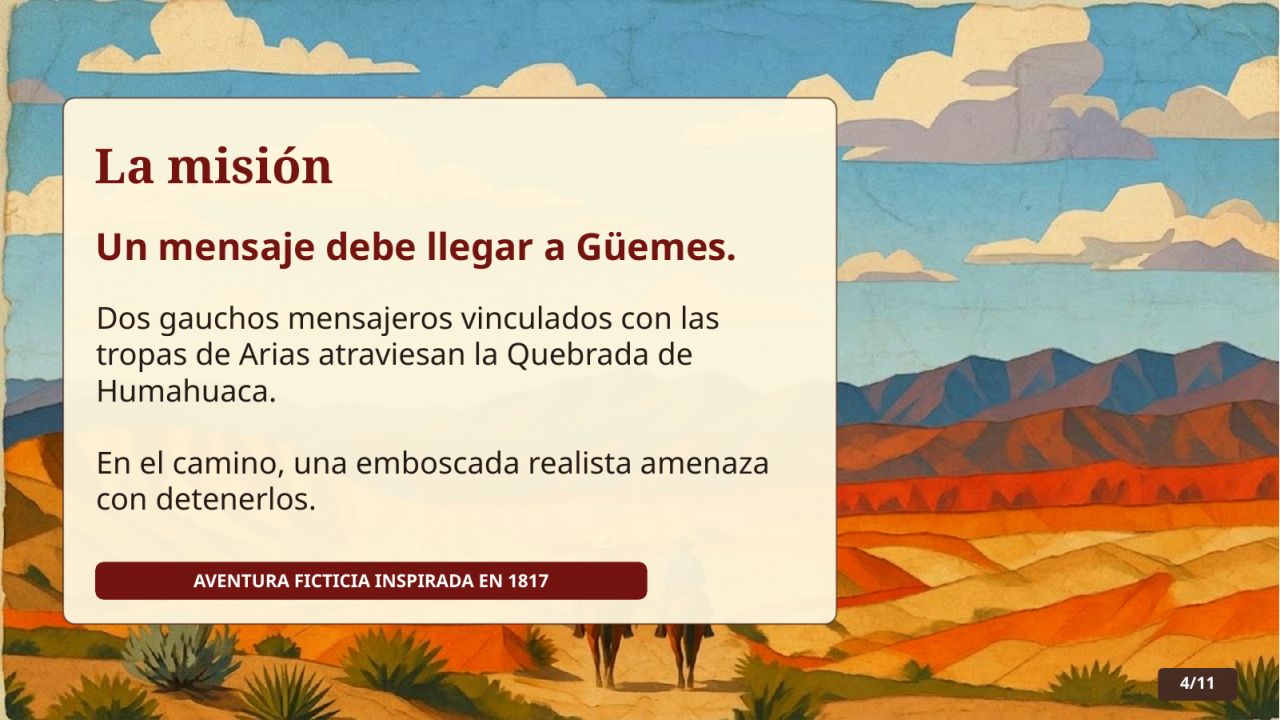 La misión
Un mensaje debe llegar a Güemes.
Dos gauchos mensajeros vinculados con las
tropas de Arias atraviesan la Quebrada de
Humahuaca.
En el camino, una emboscada realista amenaza
con detenerlos.
AVENTURA FICTICIA INSPIRADA EN 1817
4/11